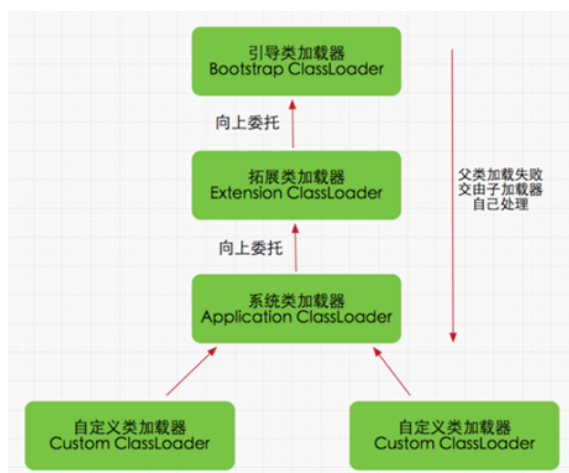 引导类加载器
Bootstrap ClassLoader
向上委托
拓展类加载器
Extension ClassLoader
父类加载失败
交由子加载器
自己处理
向上委托
系统类加载器
Application ClassLoader
自定义类加载器
Custom ClassLoader
自定义类加载器
Custom ClassLoader